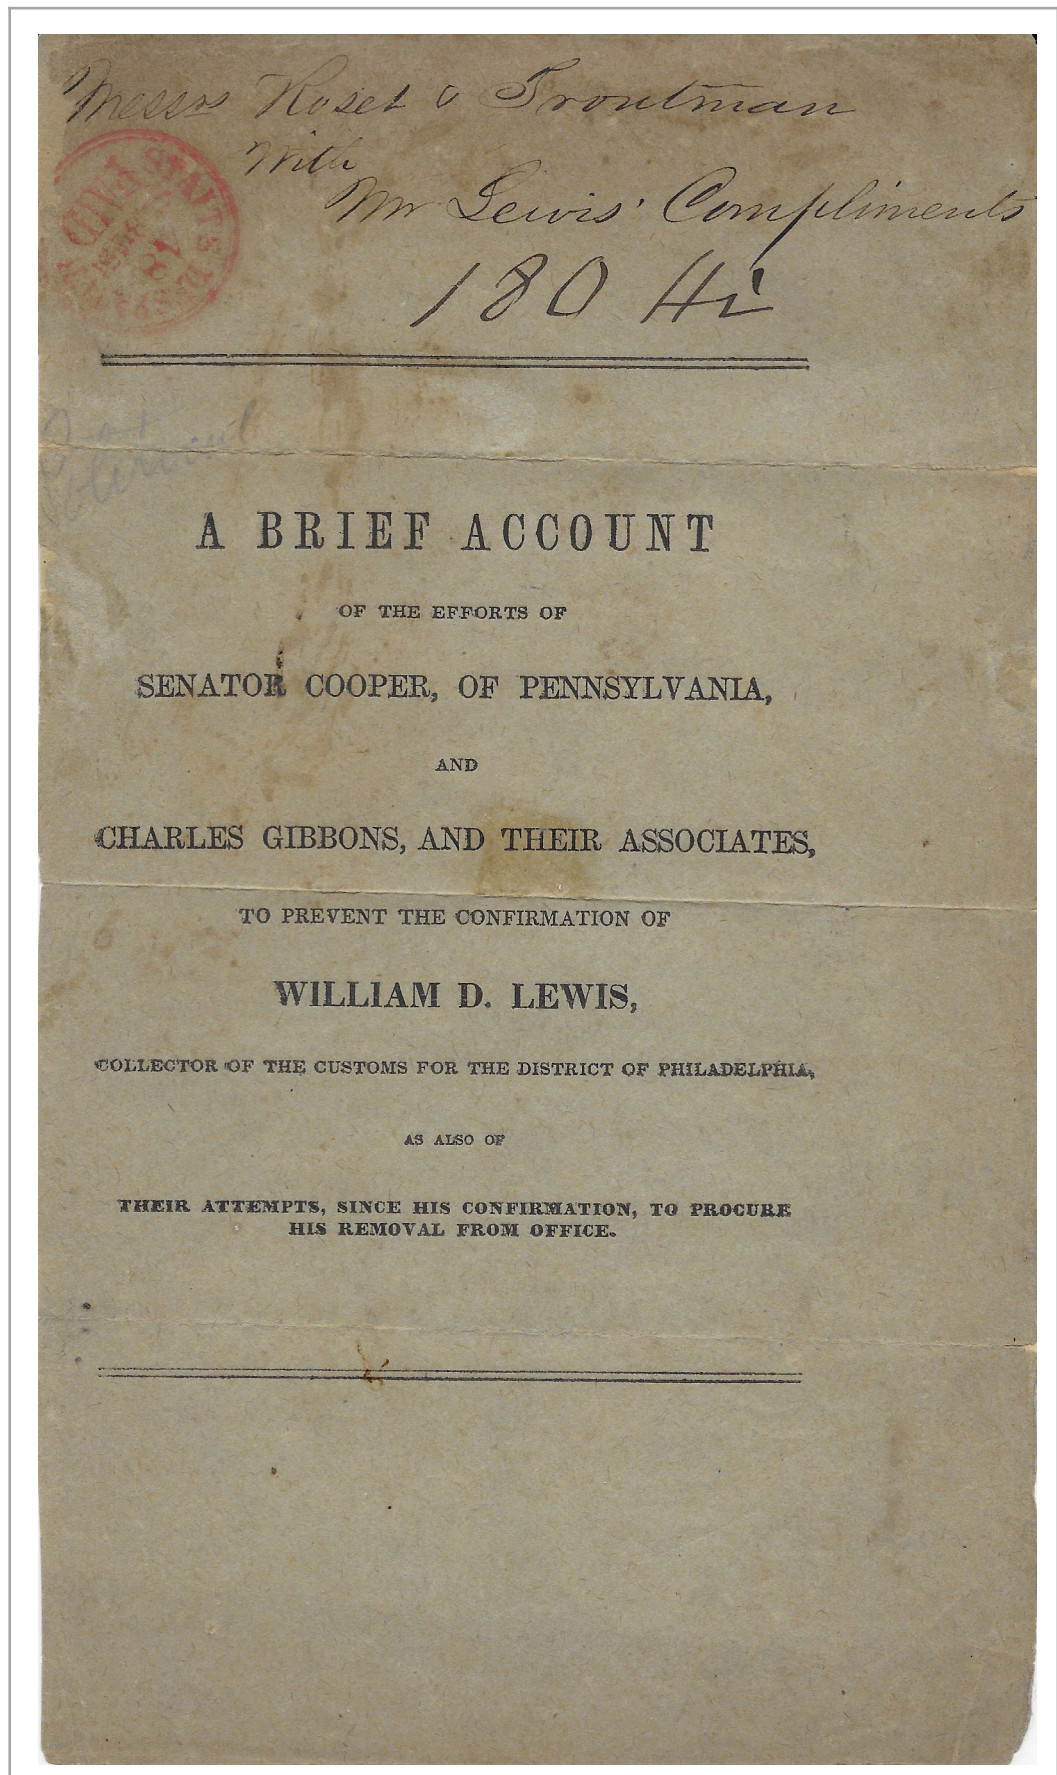 Messrs Roset & Troutman
With
Mr Lewis' Compliments
180 Hi
PAID
A BRIEF ACCOUNT
OF THE EFFORTS OF
SENATOR COOPER, OF PENNSYLVANIA,
AND
CHARLES GIBBONS, AND THEIR ASSOCIATES,
TO PREVENT THE CONFIRMATION OF
WILLIAM D. LEWIS,
COLLECTOR OF THE CUSTOMS FOR THE DISTRICT OF PHILADELPHIA,
AS ALSO OF
THEIR ATTEMPTS, SINCE HIS CONFIRMATION, TO PROCURE
HIS REMOVAL FROM OFFICE.